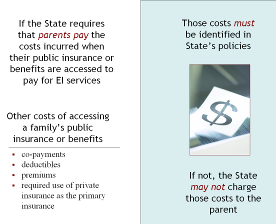 If the State requires
that parents pay the
costs incurred when
their public insurance or
benefits are accessed to
pay for EI services
Other costs of accessing
a family's public
insurance or benefits
• co-payments
• deductibles
• premiums
• required use of private
insurance as the primary
insurance
Those costs must
be identified in
State's policies
$
If not, the State
may not charge
those costs to the
parent